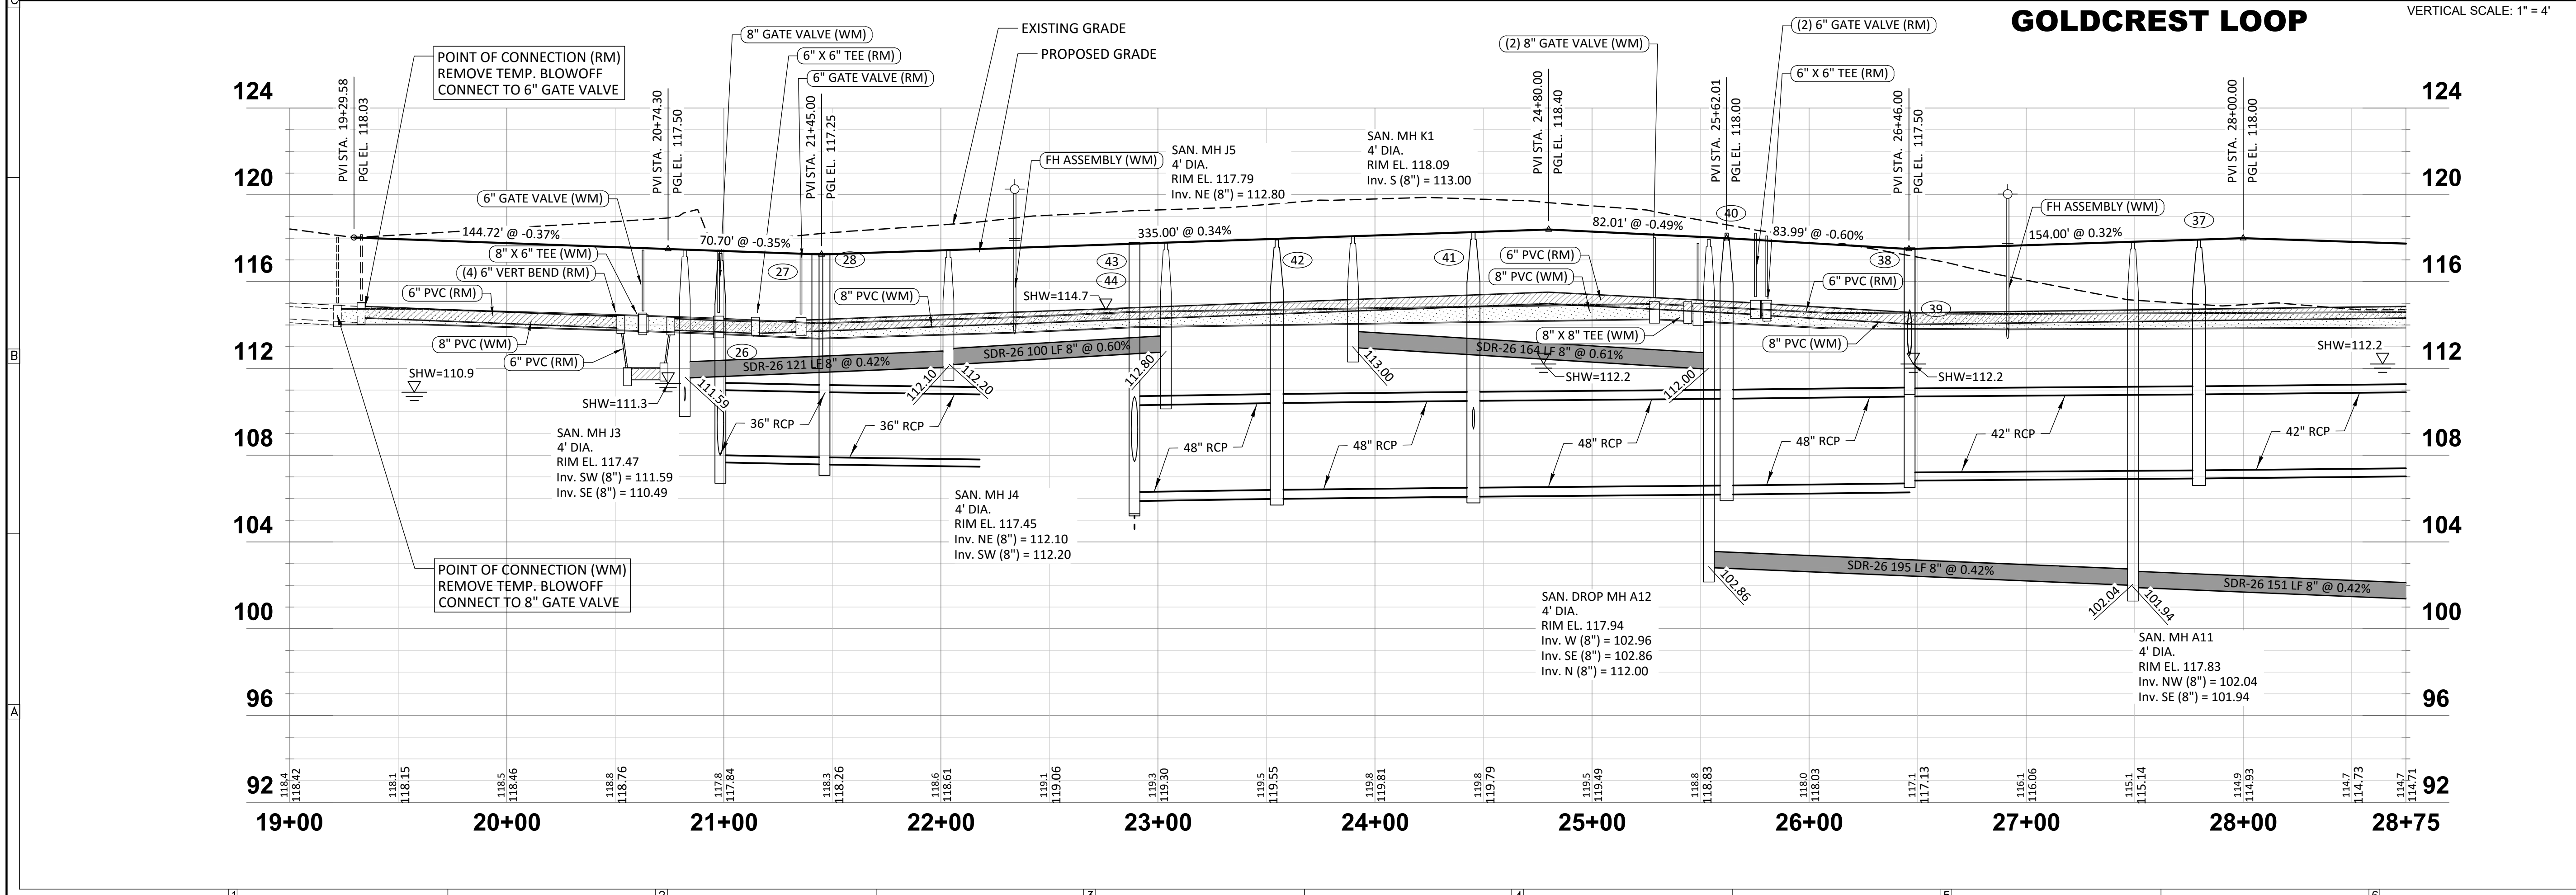 GOLDCREST LOOP
VERTICAL SCALE: 1" = 4'
C
B
A
EXISTING GRADE
PROPOSED GRADE
8" GATE VALVE (WM)
6" X 6" TEE (RM)
6" GATE VALVE (RM)
POINT OF CONNECTION (RM)
REMOVE TEMP. BLOWOFF
CONNECT TO 6" GATE VALVE
(2) 8" GATE VALVE (WM)
(2) 6" GATE VALVE (RM)
6" X 6" TEE (RM)
124
120
116
112
108
104
100
96
92
124
120
116
112
108
104
100
96
92
PVI STA. 19+29.58
PGL EL. 118.03
PVI STA. 20+74.30
PGL EL. 117.50
PVI STA. 21+45.00
PGL EL. 117.25
PVI STA. 24+80.00
PGL EL. 118.40
PVI STA. 25+62.01
PGL EL. 118.00
PVI STA. 26+46.00
PGL EL. 117.50
PVI STA. 28+00.00
PGL EL. 118.00
FH ASSEMBLY (WM)
SAN. MH J5
4' DIA.
RIM EL. 117.79
Inv. NE (8") = 112.80
SAN. MH K1
4' DIA.
RIM EL. 118.09
Inv. S (8") = 113.00
6" GATE VALVE (WM)
FH ASSEMBLY (WM)
144.72' @ -0.37%
70.70' @ -0.35%
335.00' @ 0.34%
82.01' @ -0.49%
83.99' @ -0.60%
154.00' @ 0.32%
8" X 6" TEE (WM)
(4) 6" VERT BEND (RM)
6" PVC (RM)
8" PVC (WM)
6" PVC (RM)
8" PVC (WM)
6" PVC (RM)
8" PVC (WM)
6" PVC (RM)
8" X 8" TEE (WM)
8" PVC (WM)
26
27
28
43
44
42
41
40
38
39
37
SHW=110.9
SHW=111.3
SHW=114.7
SHW=112.2
SHW=112.2
SHW=112.2
SDR-26 121 LF 8" @ 0.42%
SDR-26 100 LF 8" @ 0.60%
SDR-26 164 LF 8" @ 0.61%
SDR-26 195 LF 8" @ 0.42%
SDR-26 151 LF 8" @ 0.42%
111.59
112.10
112.20
112.80
113.00
112.00
102.86
102.04
101.94
36" RCP
36" RCP
48" RCP
48" RCP
48" RCP
48" RCP
42" RCP
42" RCP
SAN. MH J3
4' DIA.
RIM EL. 117.47
Inv. SW (8") = 111.59
Inv. SE (8") = 110.49
SAN. MH J4
4' DIA.
RIM EL. 117.45
Inv. NE (8") = 112.10
Inv. SW (8") = 112.20
POINT OF CONNECTION (WM)
REMOVE TEMP. BLOWOFF
CONNECT TO 8" GATE VALVE
SAN. DROP MH A12
4' DIA.
RIM EL. 117.94
Inv. W (8") = 102.96
Inv. SE (8") = 102.86
Inv. N (8") = 112.00
SAN. MH A11
4' DIA.
RIM EL. 117.83
Inv. NW (8") = 102.04
Inv. SE (8") = 101.94
118.4
118.42
118.1
118.15
118.5
118.46
118.8
118.76
117.8
117.84
118.3
118.26
118.6
118.61
119.1
119.06
119.3
119.30
119.5
119.55
119.8
119.81
119.8
119.79
119.5
119.49
118.8
118.83
118.0
118.03
117.1
117.13
116.1
116.06
115.1
115.14
114.9
114.93
114.7
114.73
114.7
114.71
19+00
20+00
21+00
22+00
23+00
24+00
25+00
26+00
27+00
28+00
28+75
1
2
3
4
5
6